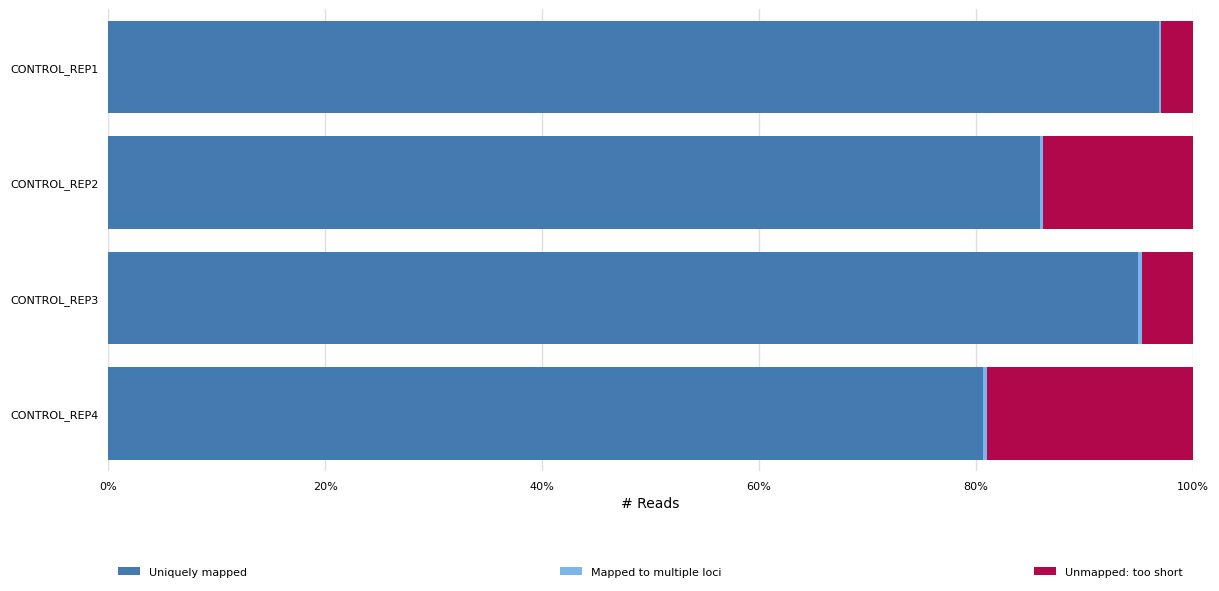 CONTROL_REP1
CONTROL_REP2
CONTROL_REP3
CONTROL_REP4
0% 20% 40% 60% 80% 100%
# Reads
Uniquely mapped Mapped to multiple loci Unmapped: too short